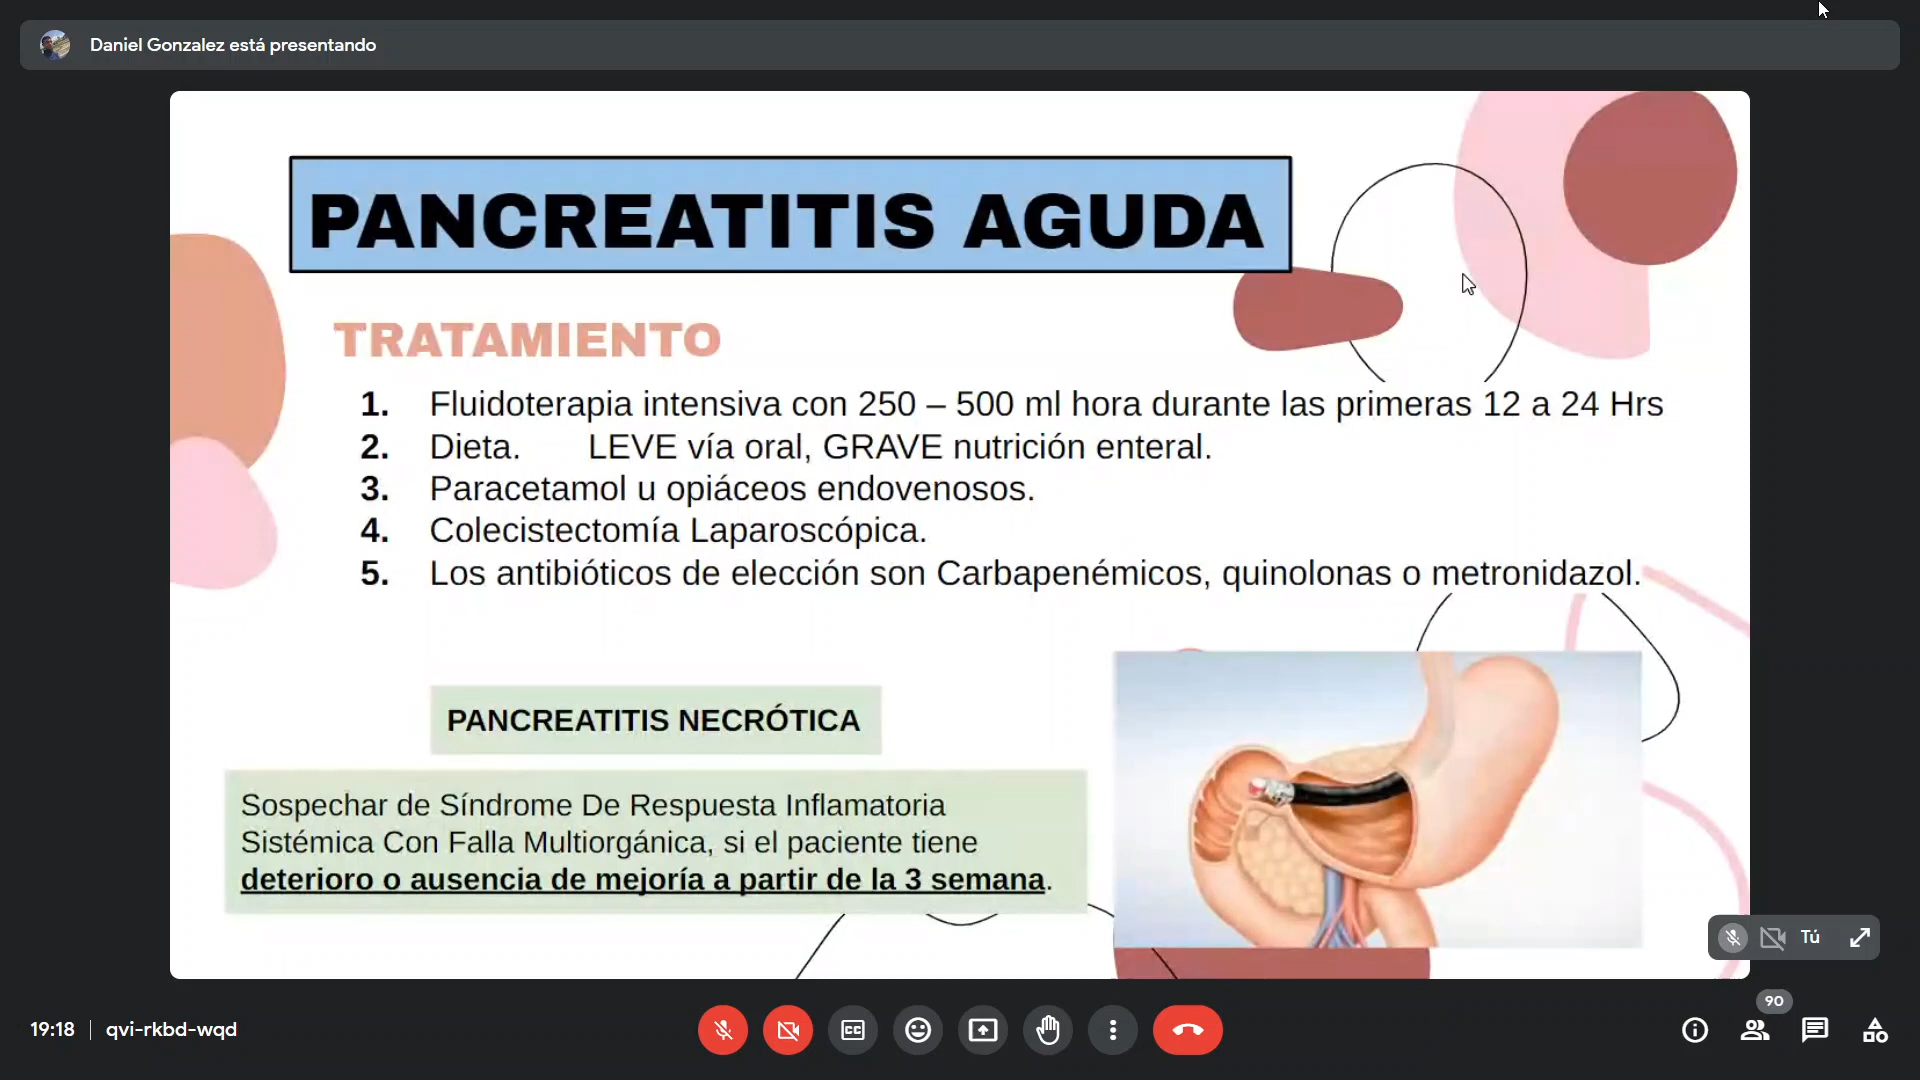 Daniel Gonzalez está presentando
PANCREATITIS AGUDA
TRATAMIENTO
1. Fluidoterapia intensiva con 250 – 500 ml hora durante las primeras 12 a 24 Hrs
2. Dieta. LEVE vía oral, GRAVE nutrición enteral.
3. Paracetamol u opiáceos endovenosos.
4. Colecistectomía Laparoscópica.
5. Los antibióticos de elección son Carbapenémicos, quinolonas o metronidazol.
PANCREATITIS NECRÓTICA
Sospechar de Síndrome De Respuesta Inflamatoria
Sistémica Con Falla Multiorgánica, si el paciente tiene
deterioro o ausencia de mejoría a partir de la 3 semana.
Tú
90
19:18 | qvi-rkbd-wqd
CC